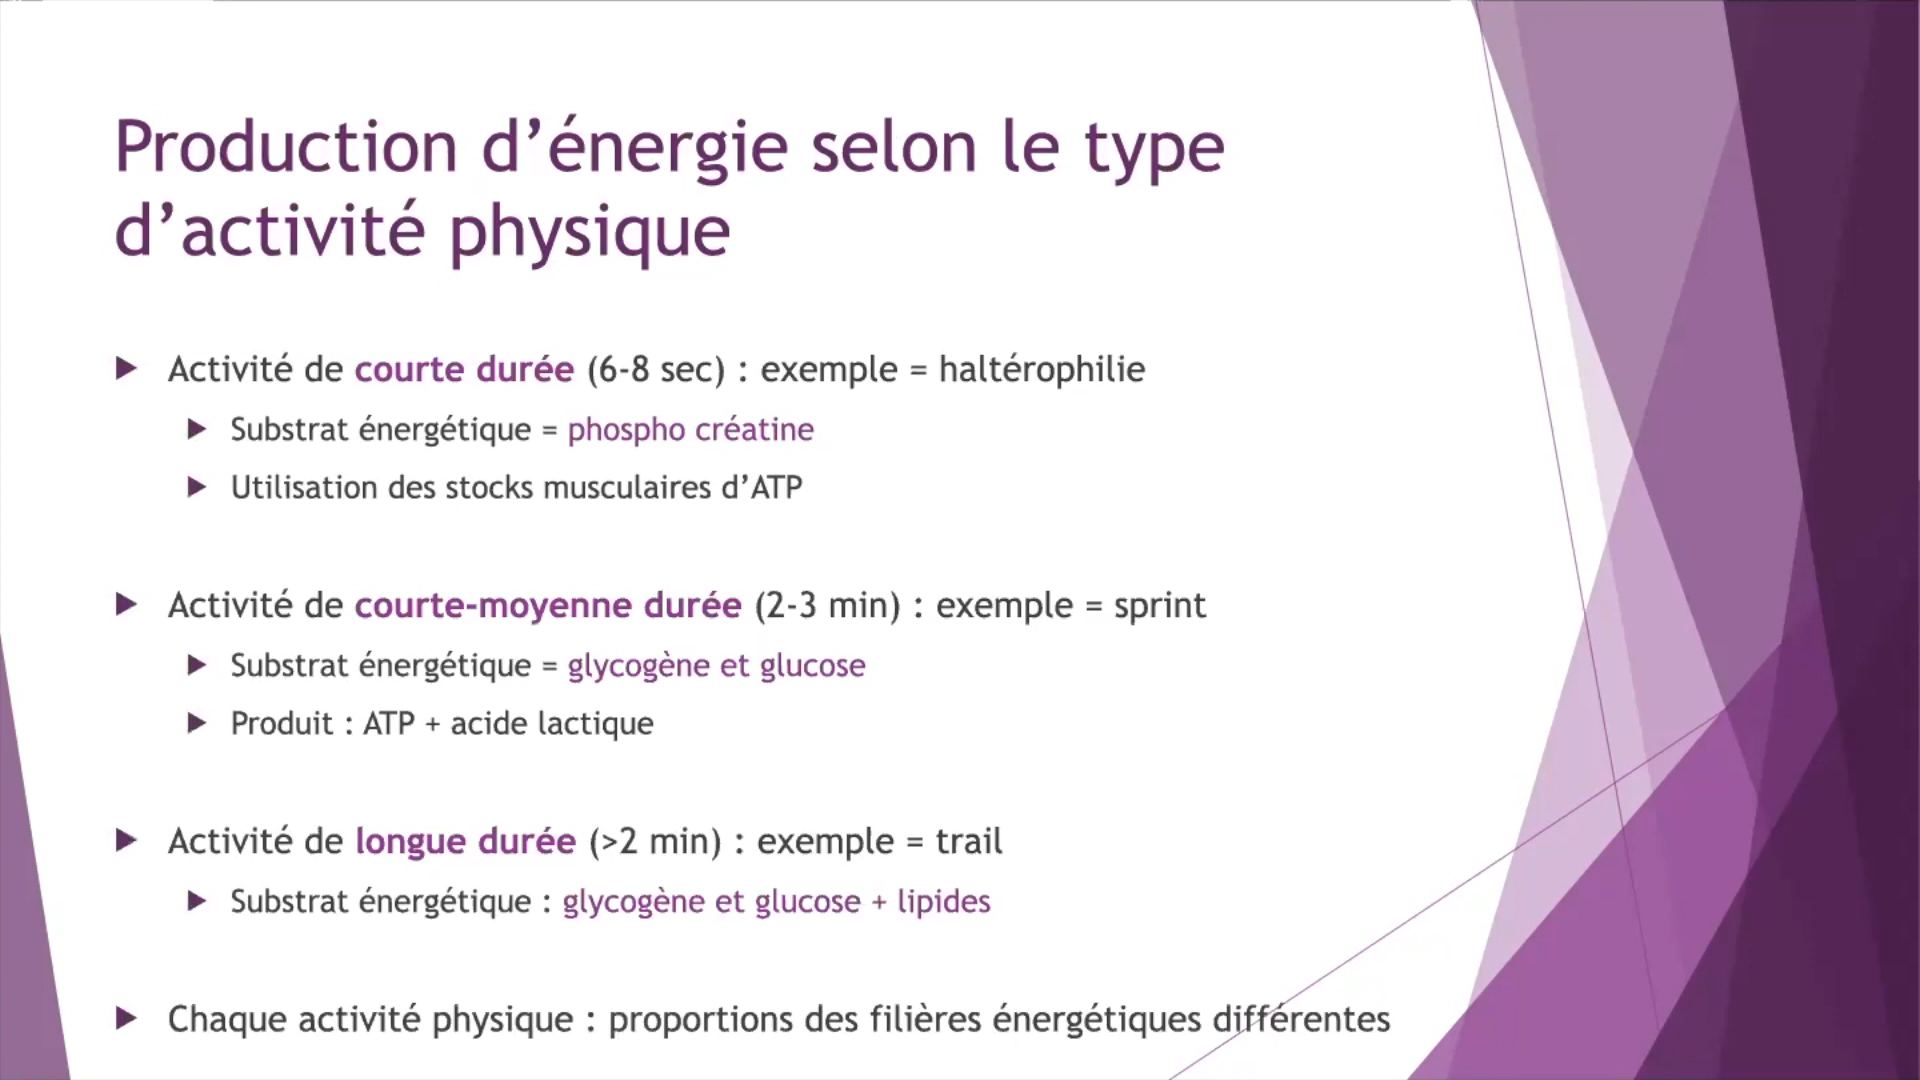 Production d’énergie selon le type
d’activité physique
Activité de courte durée (6-8 sec) : exemple = haltérophilie
Substrat énergétique = phospho créatine
Utilisation des stocks musculaires d’ATP
Activité de courte-moyenne durée (2-3 min) : exemple = sprint
Substrat énergétique = glycogène et glucose
Produit : ATP + acide lactique
Activité de longue durée (>2 min) : exemple = trail
Substrat énergétique : glycogène et glucose + lipides
Chaque activité physique : proportions des filières énergétiques différentes